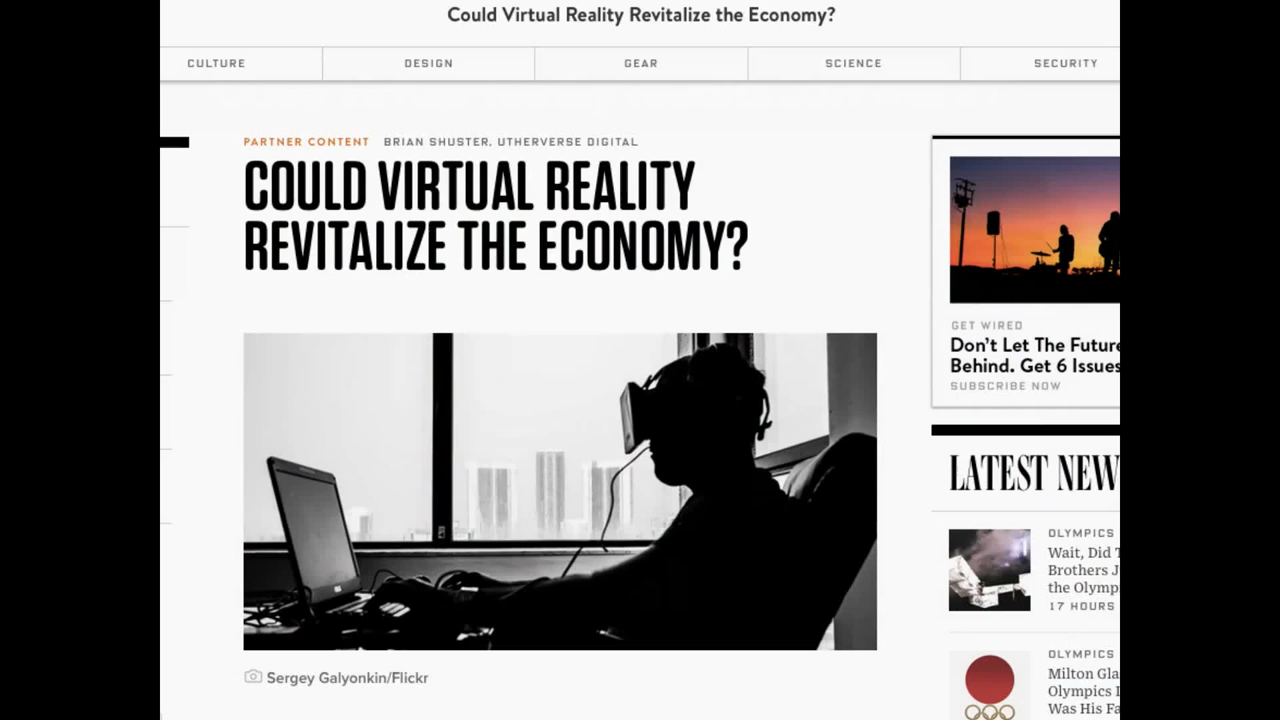 Could Virtual Reality Revitalize the Economy?
CULTURE DESIGN GEAR SCIENCE SECURITY
PARTNER CONTENT BRIAN SHUSTER, UTHERVERSE DIGITAL
COULD VIRTUAL REALITY
REVITALIZE THE ECONOMY?
Sergey Galyonkin/Flickr
GET WIRED
Don’t Let The Future
Behind. Get 6 Issues
SUBSCRIBE NOW
LATEST NEW
OLYMPICS
Wait, Did T
Brothers J
the Olymp
17 HOURS
OLYMPICS
Milton Gla
Olympics
Was His Fa